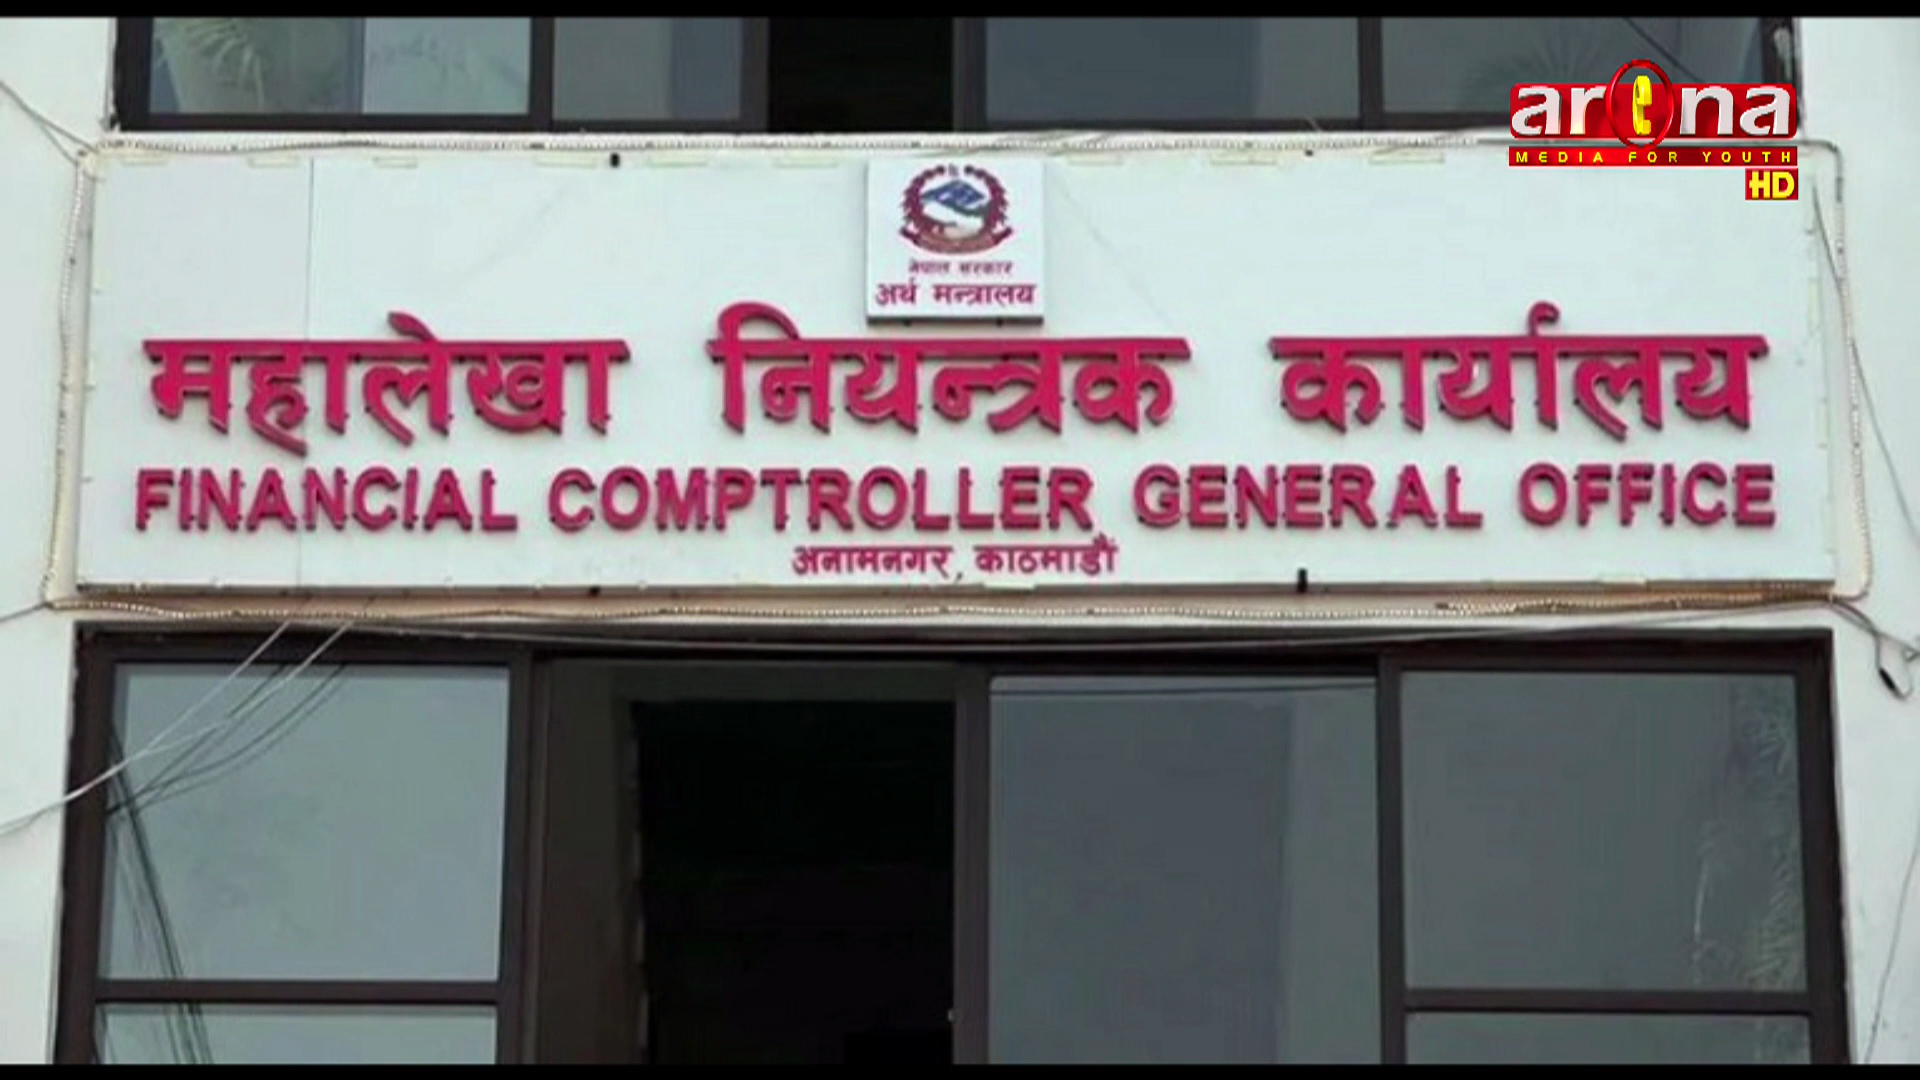 arena
MEDIA FOR YOUTH
HD
नेपाल सरकार
अर्थ मन्त्रालय
महालेखा नियन्त्रक कार्यालय
FINANCIAL COMPTROLLER GENERAL OFFICE
अनामनगर, काठमाडौं